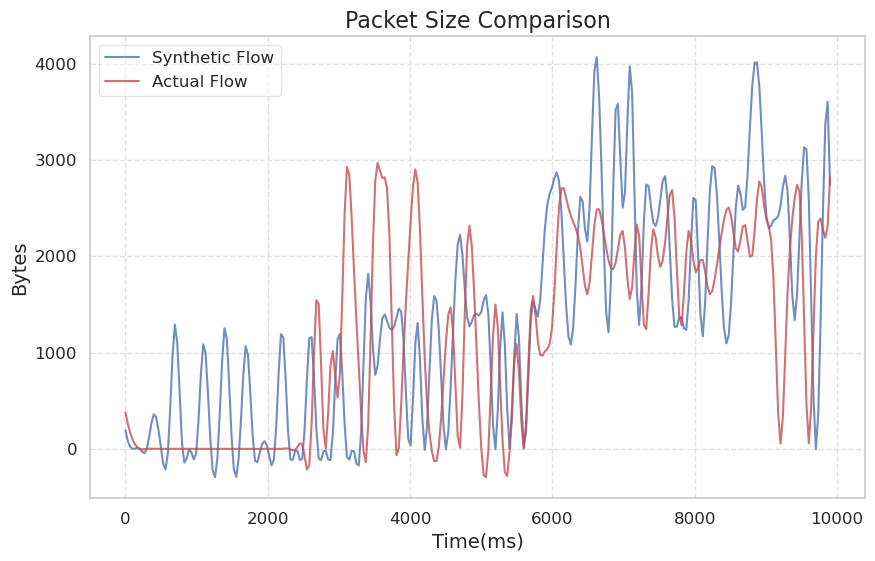 Packet Size Comparison
Synthetic Flow
Actual Flow
Bytes
4000
3000
2000
1000
0
0 2000 4000 6000 8000 10000
Time(ms)